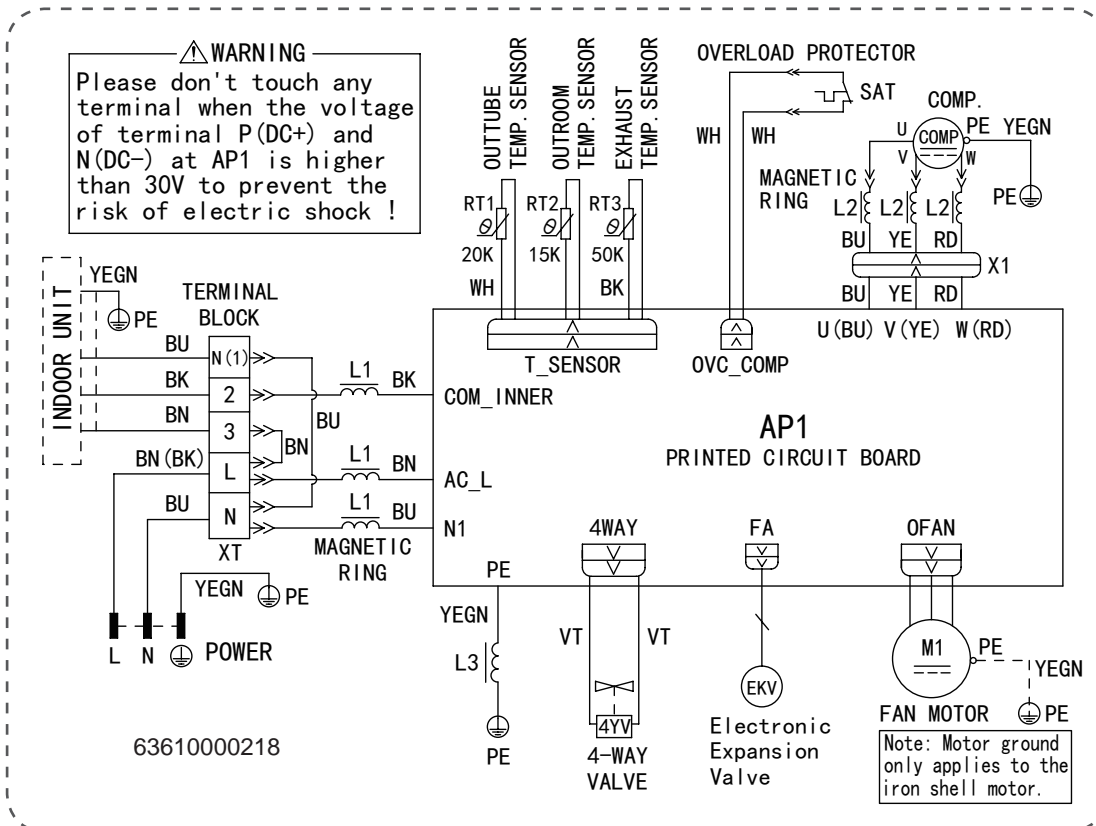 WARNING
Please don't touch any
terminal when the voltage
of terminal P(DC+) and
N(DC-) at AP1 is higher
than 30V to prevent the
risk of electric shock !
OUTTUBE
TEMP. SENSOR
OUTROOM
TEMP. SENSOR
EXHAUST
TEMP. SENSOR
RT1
θ
20K
RT2
θ
15K
RT3
θ
50K
WH
BK
T_SENSOR
OVERLOAD PROTECTOR
SAT
WH
WH
OVC_COMP
COMP.
COMP
U
V
W
PE
YEGN
PE
MAGNETIC
RING
L2
L2
L2
BU
YE
RD
X1
BU
YE
RD
U(BU)
V(YE)
W(RD)
INDOOR UNIT
YEGN
PE
TERMINAL
BLOCK
BU
N(1)
BK
2
BN
3
BN(BK)
L
BU
N
XT
BU
BN
L1
BK
COM_INNER
L1
BN
AC_L
L1
BU
N1
MAGNETIC
RING
YEGN
PE
L
N
POWER
AP1
PRINTED CIRCUIT BOARD
PE
YEGN
L3
PE
4WAY
VT
VT
4YV
4-WAY
VALVE
FA
EKV
Electronic
Expansion
Valve
OFAN
M1
PE
YEGN
PE
FAN MOTOR
Note: Motor ground
only applies to the
iron shell motor.
63610000218